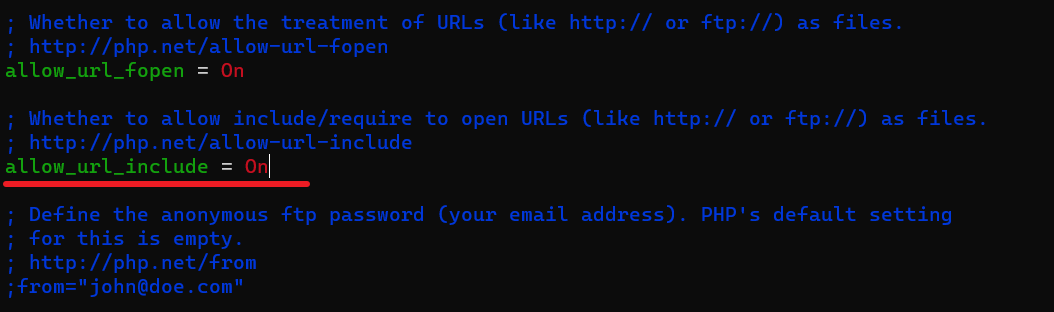 ; Whether to allow the treatment of URLs (like http:// or ftp://) as files.
; http://php.net/allow-url-fopen
allow_url_fopen = On
; Whether to allow include/require to open URLs (like http:// or ftp://) as files.
; http://php.net/allow-url-include
allow_url_include = On
; Define the anonymous ftp password (your email address). PHP's default setting
; for this is empty.
; http://php.net/from
;from="john@doe.com"